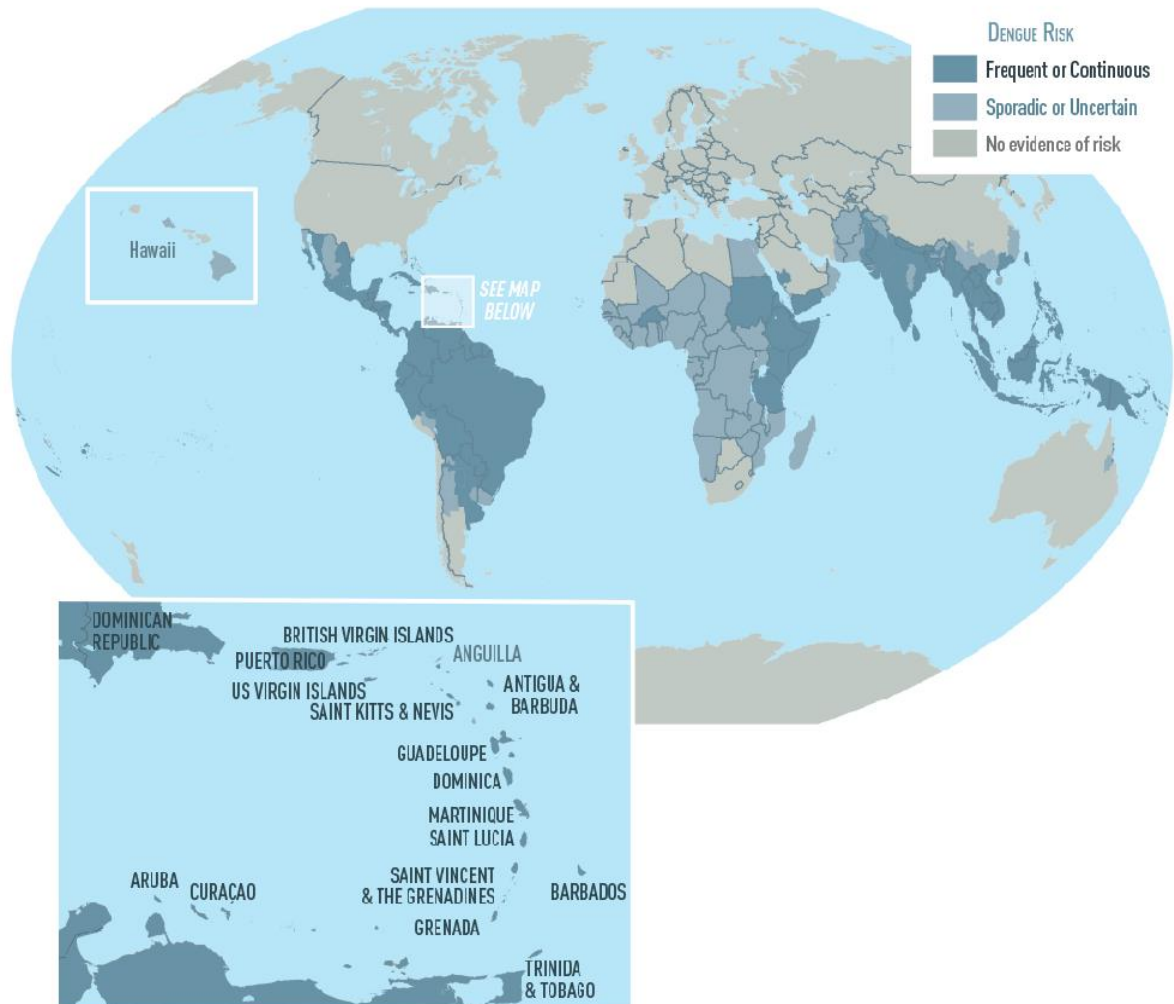 DENGUE RISK
Frequent or Continuous
Sporadic or Uncertain
No evidence of risk
Hawaii
SEE MAP
BELOW
DOMINICAN
REPUBLIC
BRITISH VIRGIN ISLANDS
PUERTO RICO
ANGUILLA
US VIRGIN ISLANDS
ANTIGUA &
BARBUDA
SAINT KITTS & NEVIS
GUADELOUPE
DOMINICA
MARTINIQUE
SAINT LUCIA
SAINT VINCENT
& THE GRENADINES
BARBADOS
ARUBA
CURAÇAO
GRENADA
TRINIDA
& TOBAGO